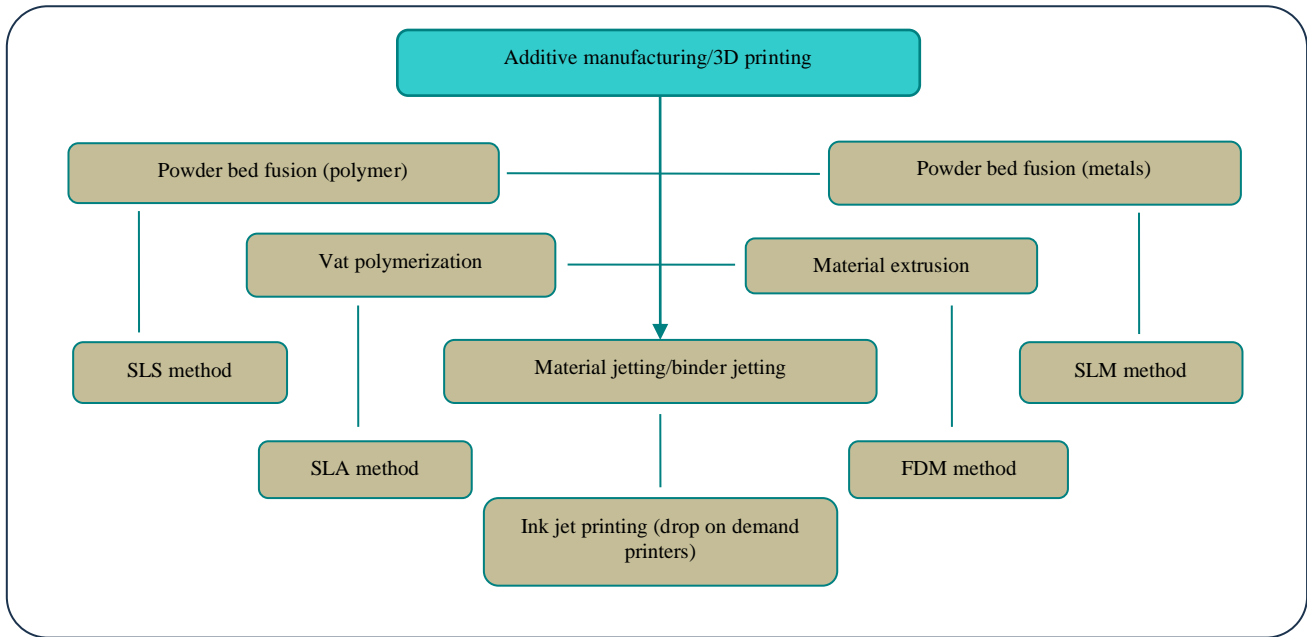 Additive manufacturing/3D printing
Powder bed fusion (polymer)
Powder bed fusion (metals)
Vat polymerization
Material extrusion
SLS method
Material jetting/binder jetting
SLM method
SLA method
FDM method
Ink jet printing (drop on demand
printers)